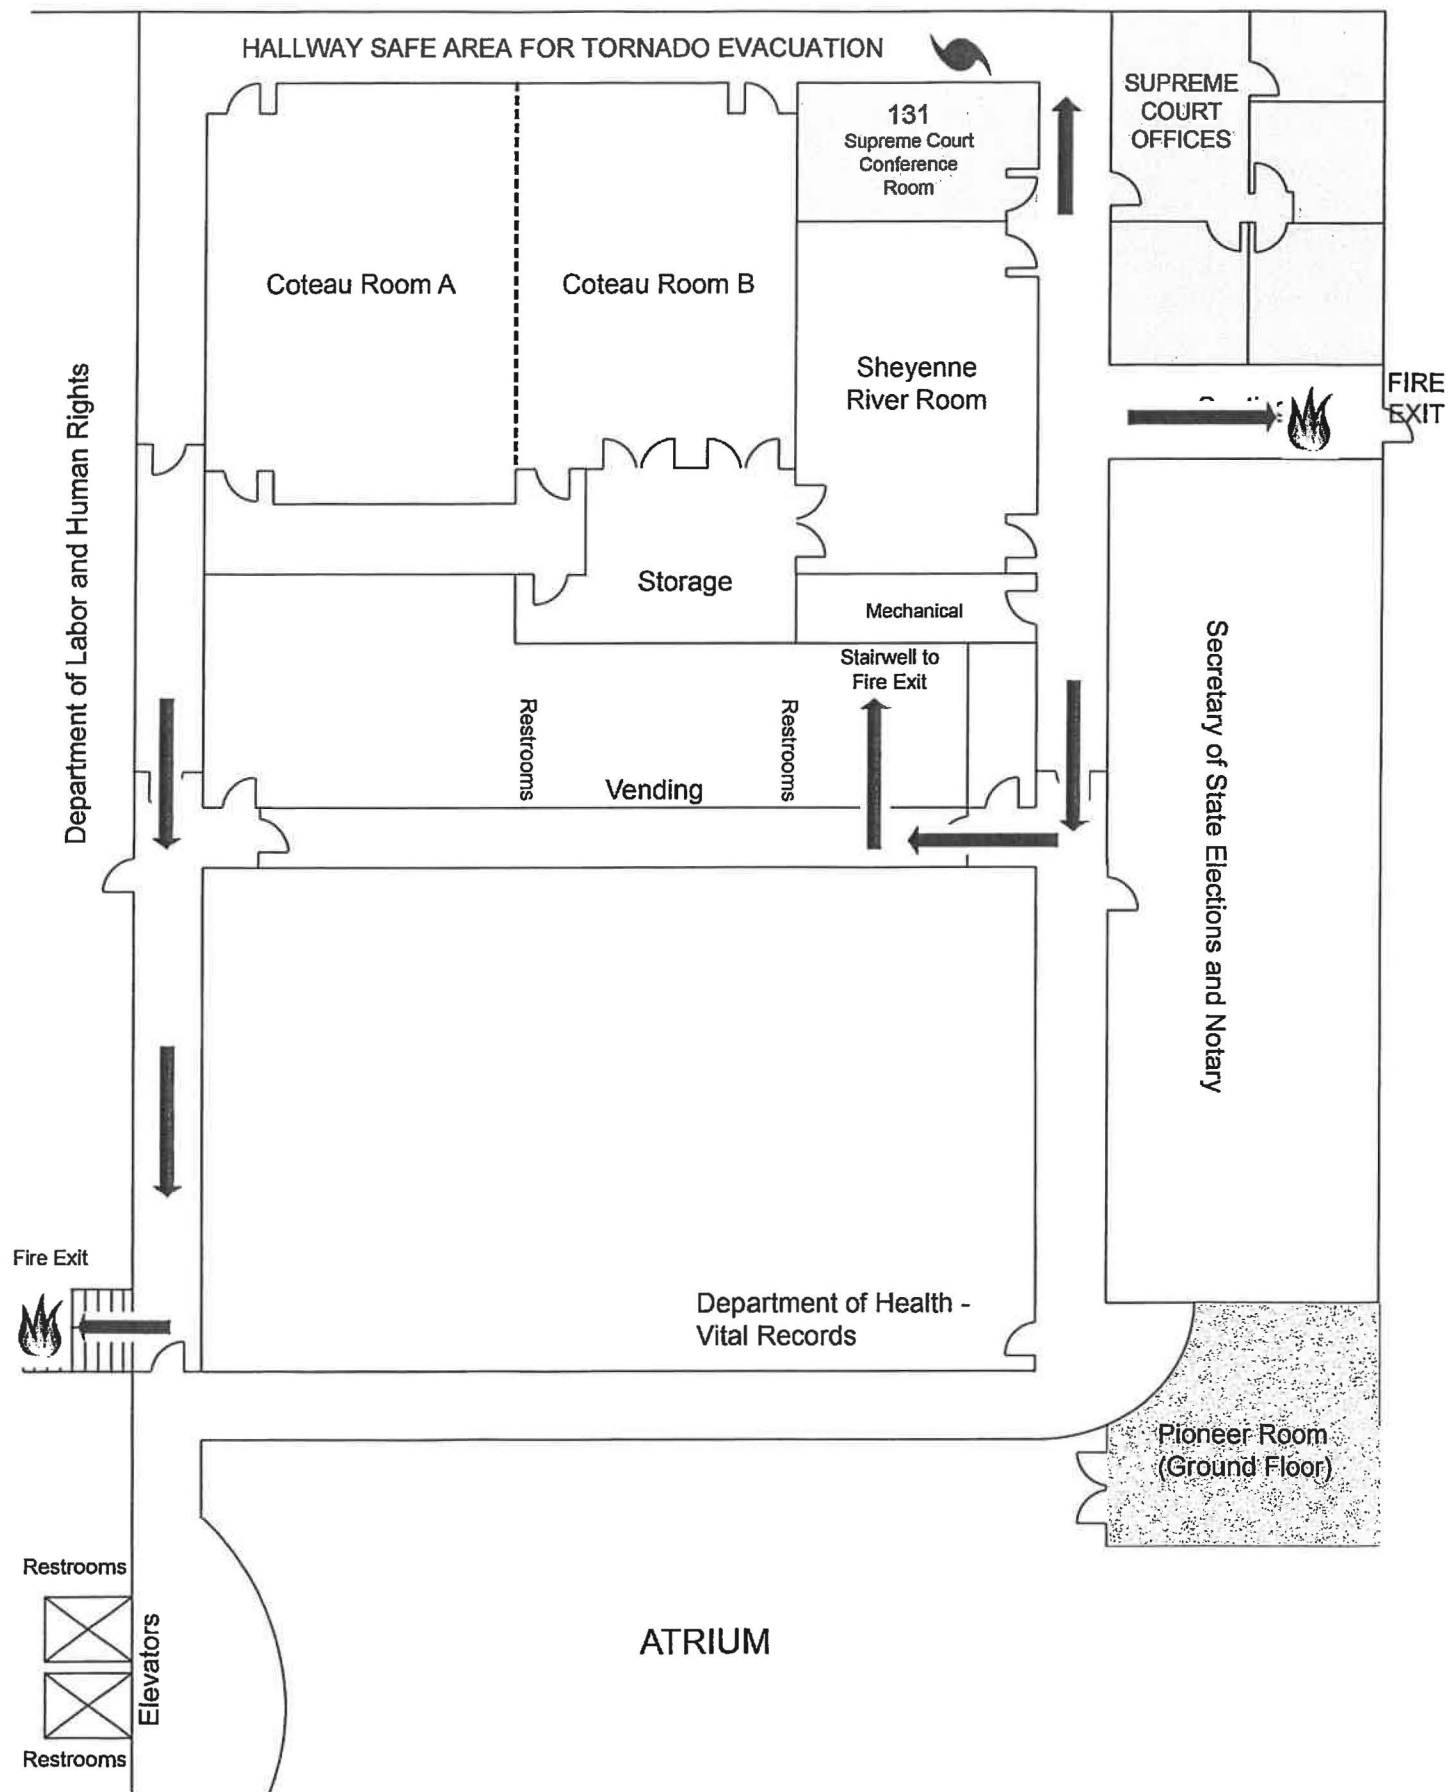 HALLWAY SAFE AREA FOR TORNADO EVACUATION
SUPREME
COURT
OFFICES
131
Supreme Court
Conference
Room
Coteau Room A
Coteau Room B
Sheyenne
River Room
FIRE
EXIT
Department of Labor and Human Rights
Storage
Mechanical
Stairwell to
Fire Exit
Restrooms
Restrooms
Vending
Secretary of State Elections and Notary
Fire Exit
Department of Health -
Vital Records
Pioneer Room
(Ground Floor)
Restrooms
Elevators
ATRIUM
Restrooms